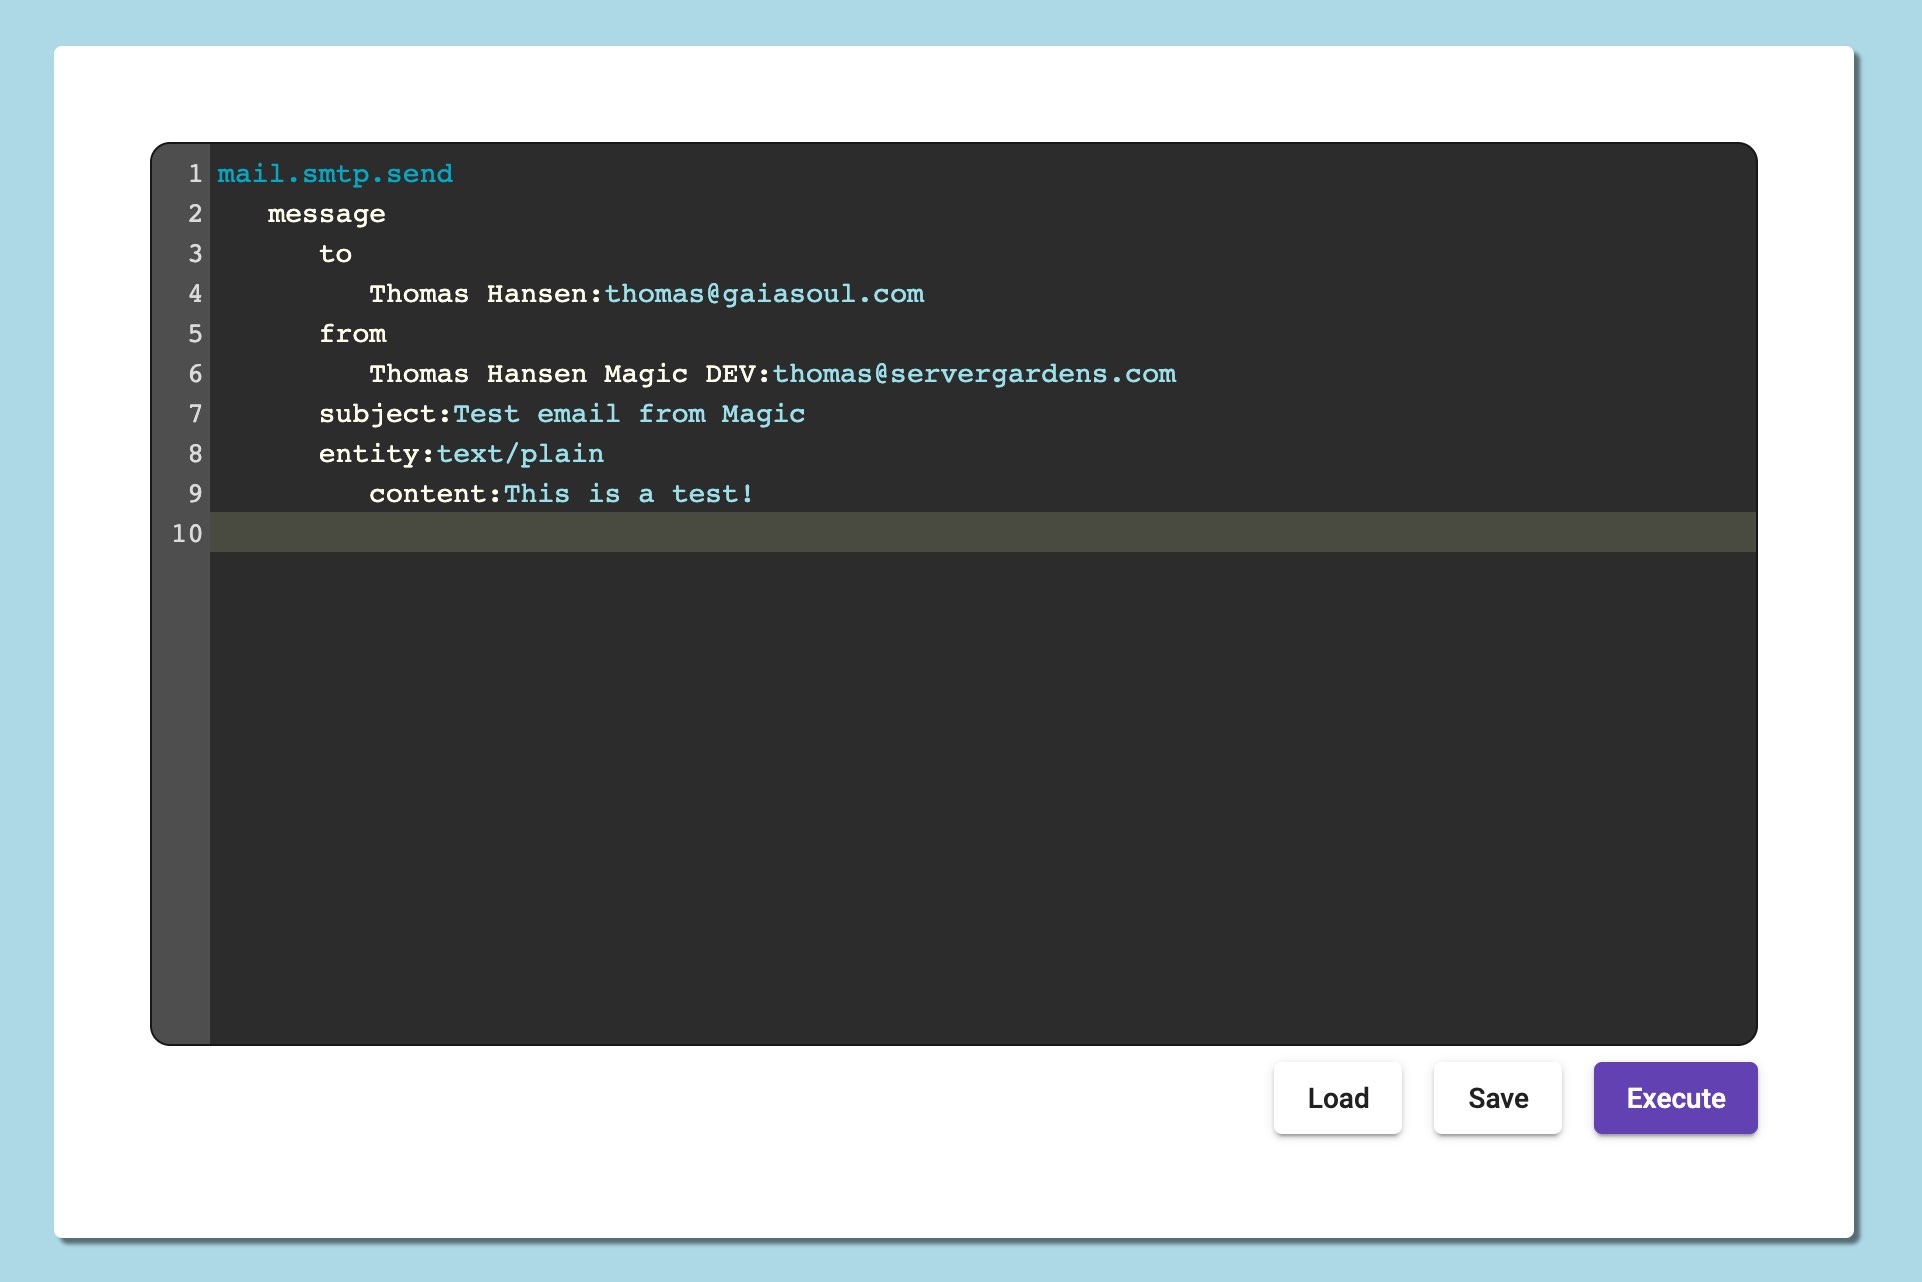 1 mail.smtp.send
2    message
3       to
4          Thomas Hansen:thomas@gaiasoul.com
5       from
6          Thomas Hansen Magic DEV:thomas@servergardens.com
7       subject:Test email from Magic
8       entity:text/plain
9          content:This is a test!
10
Load Save Execute